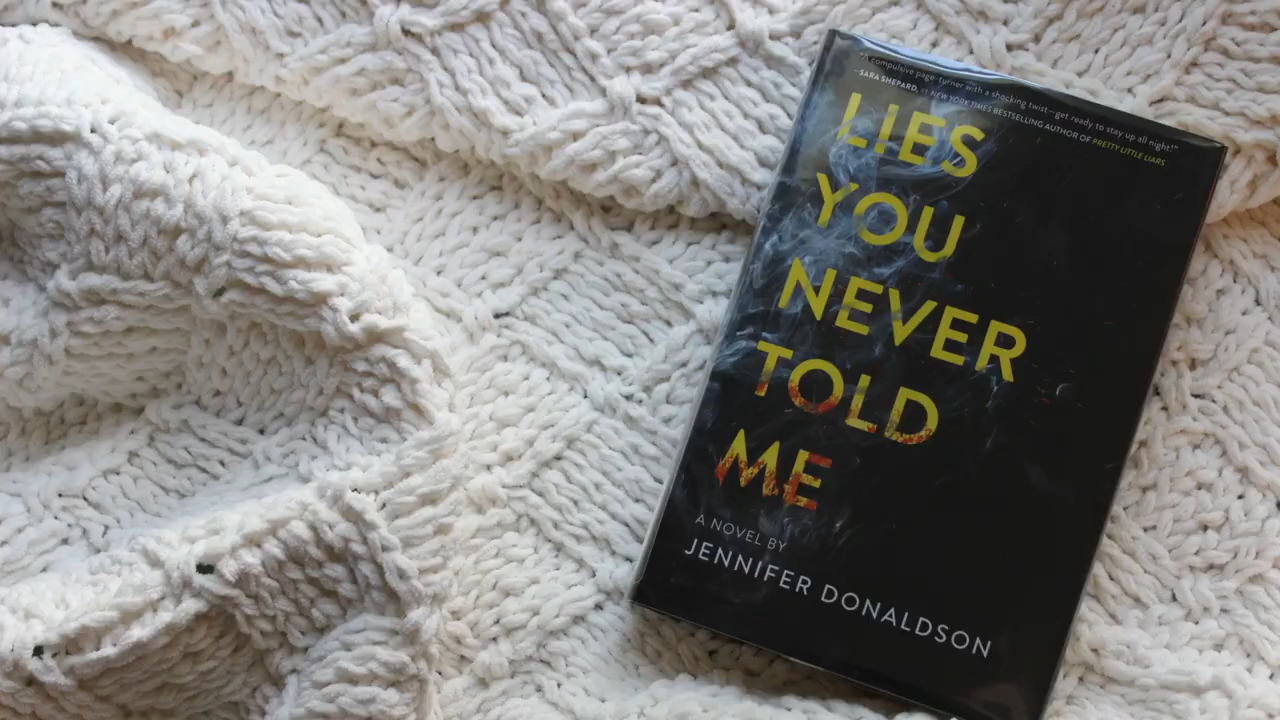 "A compulsive page-turner with a shocking twist—get ready to stay up all night!"
—SARA SHEPARD, #1 NEW YORK TIMES BESTSELLING AUTHOR OF PRETTY LITTLE LIARS
LIES
YOU
NEVER
TOLD
ME
A NOVEL BY
JENNIFER DONALDSON